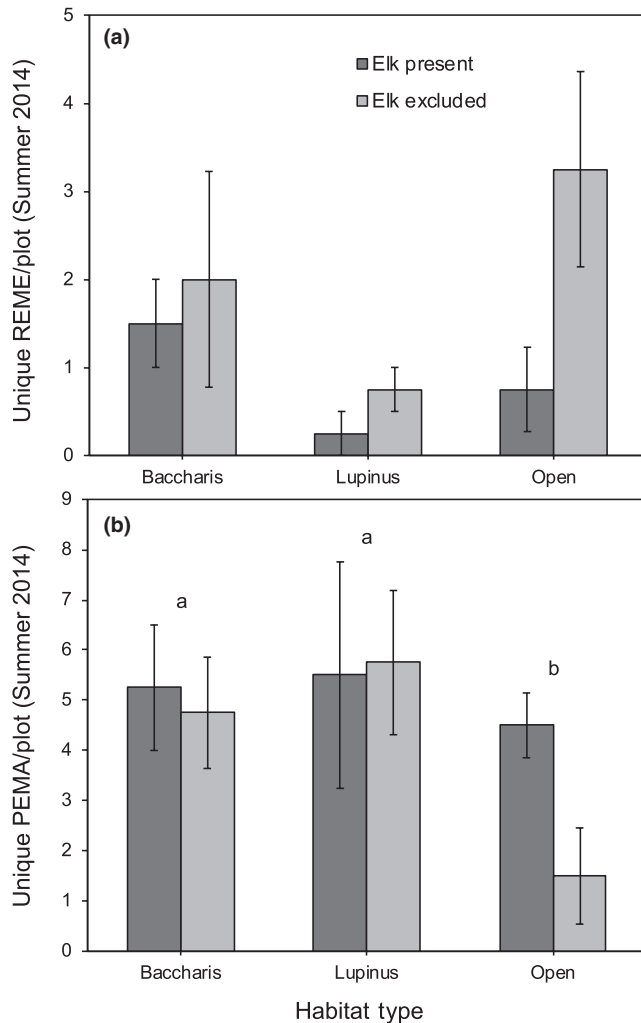 5
(a)
Elk present
Elk excluded
4
3
2
1
0
Unique REME/plot (Summer 2014)
Baccharis Lupinus Open
9
(b)
8
a
7
a
6
b
5
4
3
2
1
0
Unique PEMA/plot (Summer 2014)
Baccharis Lupinus Open
Habitat type